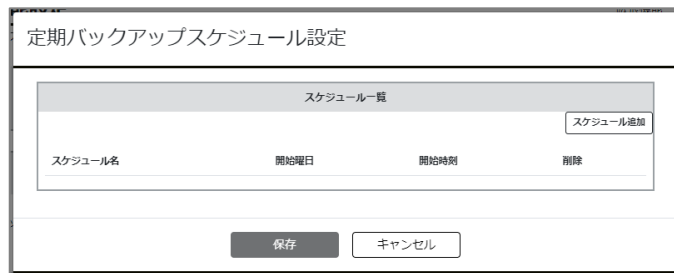 定期バックアップスケジュール設定
スケジュール一覧
スケジュール追加
スケジュール名 開始曜日 開始時刻 削除
保存 キャンセル